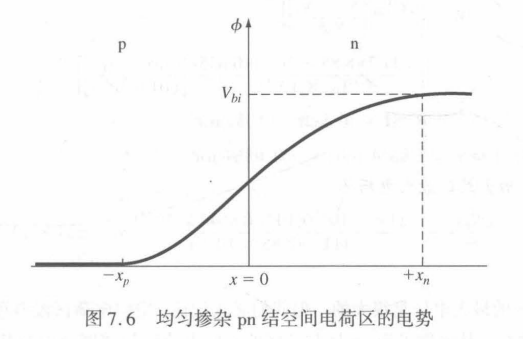 ϕ
p
n
V_{bi}
−x_p
x = 0
+x_n
图 7.6 均匀掺杂 pn 结空间电荷区的电势